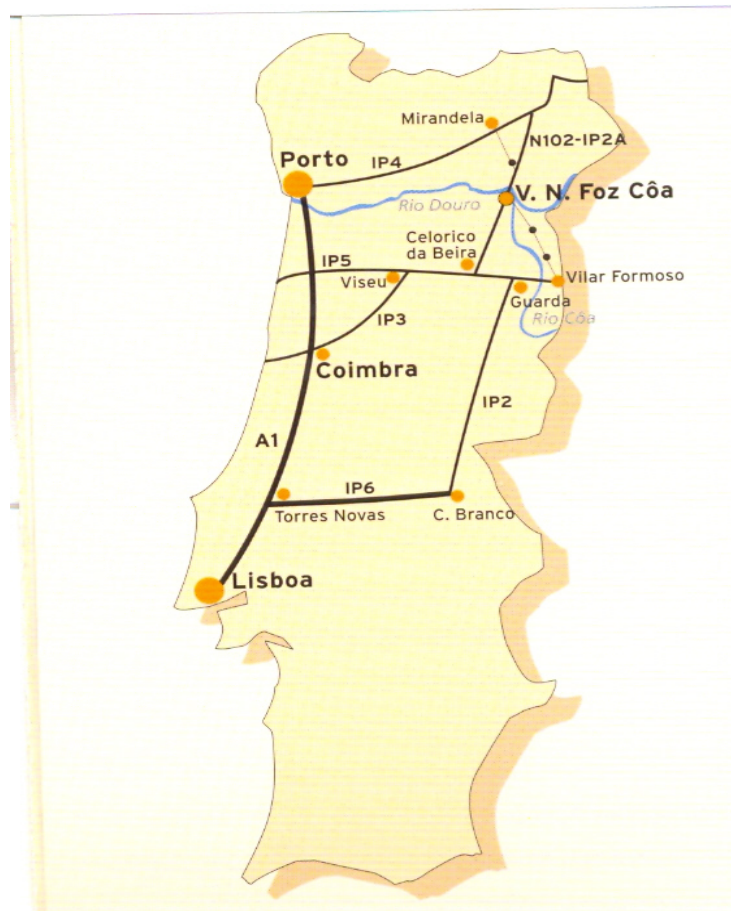 Mirandela
N102-IP2A
Porto
IP4
V. N. Foz Côa
Rio Douro
Celorico
da Beira
IP5
Viseu
Vilar Formoso
Guarda
IP3
Rio Côa
Coimbra
IP2
A1
IP6
Torres Novas
C. Branco
Lisboa